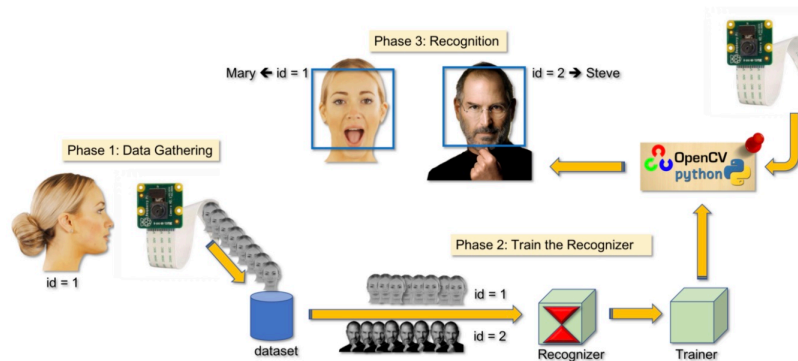 Phase 3: Recognition
Mary ← id = 1
id = 2 → Steve
Phase 1: Data Gathering
OpenCV
python
id = 1
Phase 2: Train the Recognizer
id = 1
id = 2
dataset
Recognizer
Trainer